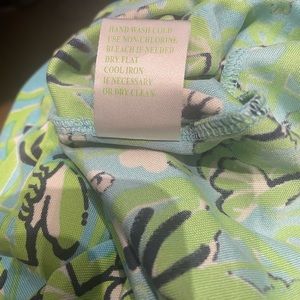 HAND WASH COLD
USE NON-CHLORINE
BLEACH IF NEEDED
DRY FLAT
COOL IRON
IF NECESSARY
OR DRY CLEAN